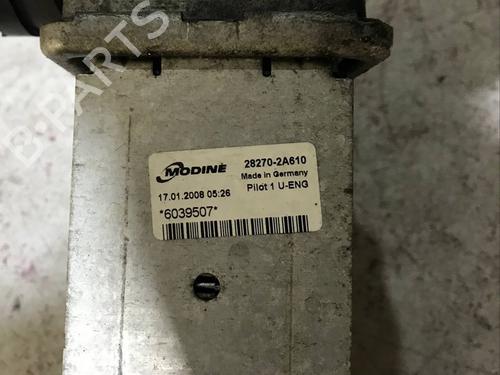 B-PARTS
MODINE
28270-2A610
Made in Germany
17.01.2008 05:26
Pilot 1 U-ENG
*6039507*